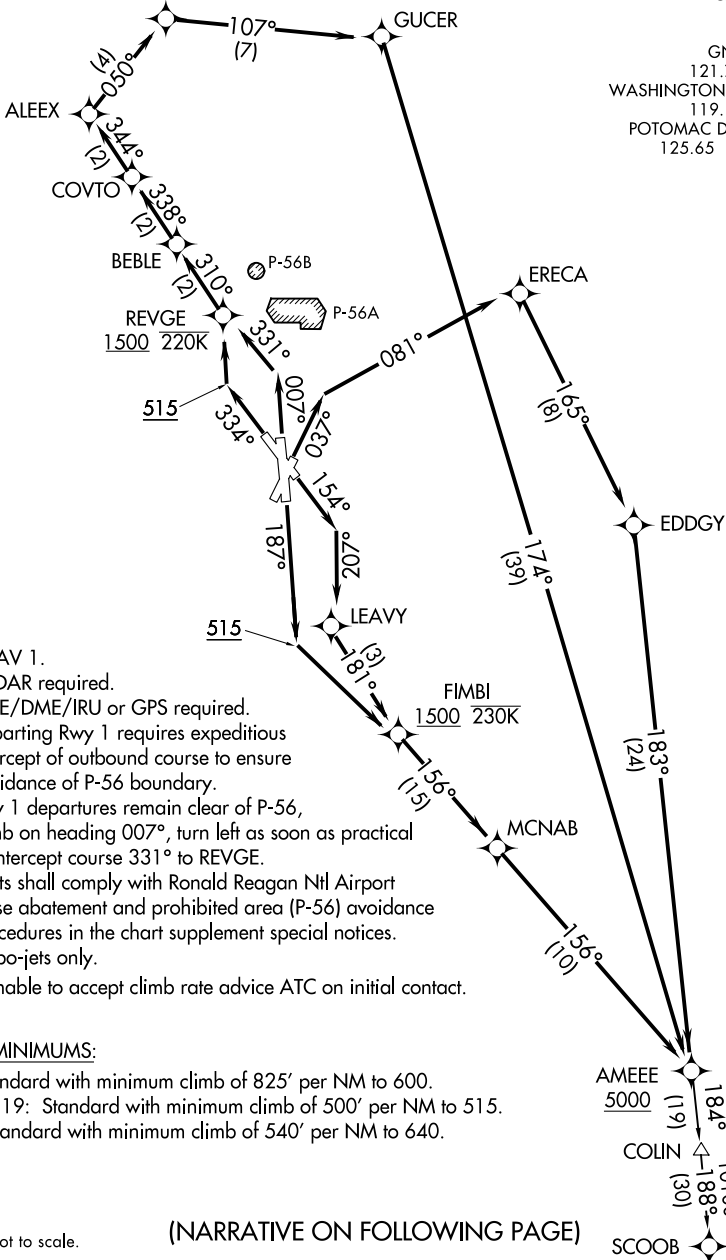 107°
(7)
GUCER
(4)
050°
ALEEX
344°
(2)
COVTO
338°
(2)
BEBLE
310°
(2)
P-56B
P-56A
REVGE
1500 220K
331°
007°
037°
081°
ERECA
165°
(8)
EDDGY
515
334°
154°
187°
207°
174°
(39)
LEAVY
515
(3)
181°
FIMBI
1500 230K
183°
(24)
156°
(15)
MCNAB
156°
(10)
AMEEE
5000
184°
(19)
COLIN
188°
(30)
SCOOB
121.
WASHINGTON
119.
POTOMAC D
125.65
AV 1.
DAR required.
E/DME/IRU or GPS required.
parting Rwy 1 requires expeditious
ercept of outbound course to ensure
idance of P-56 boundary.
y 1 departures remain clear of P-56,
mb on heading 007°, turn left as soon as practical
ntercept course 331° to REVGE.
ts shall comply with Ronald Reagan Ntl Airport
se abatement and prohibited area (P-56) avoidance
cedures in the chart supplement special notices.
bo-jets only.
nable to accept climb rate advice ATC on initial contact.
MINIMUMS:
ndard with minimum climb of 825' per NM to 600.
19: Standard with minimum climb of 500' per NM to 515.
tandard with minimum climb of 540' per NM to 640.
ot to scale.
(NARRATIVE ON FOLLOWING PAGE)